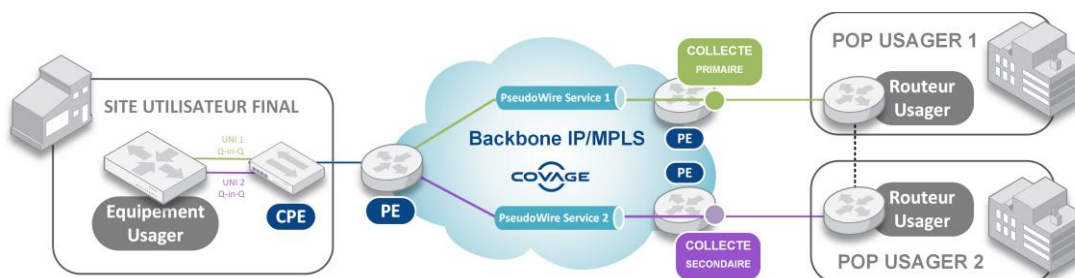 SITE UTILISATEUR FINAL
UNI 1
Q-in-Q
UNI 2
Q-in-Q
Equipement
Usager
CPE
PE
PseudoWire Service 1
Backbone IP/MPLS
COVAGE
PseudoWire Service 2
COLLECTE
PRIMAIRE
PE
PE
COLLECTE
SECONDAIRE
POP USAGER 1
Routeur
Usager
Routeur
Usager
POP USAGER 2